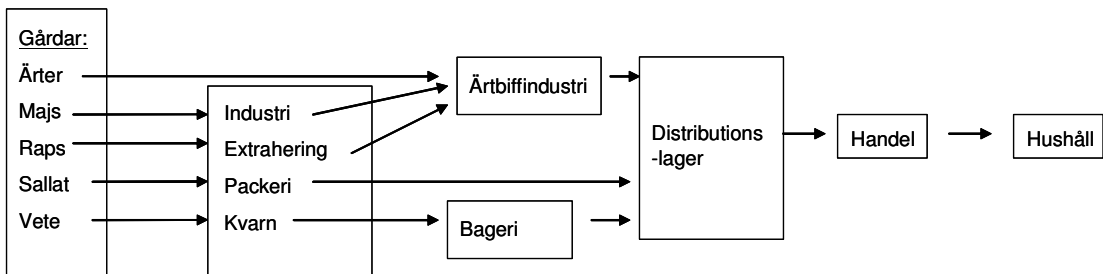 Gårdar:
Ärter
Majs
Raps
Sallat
Vete
Industri
Extrahering
Packeri
Kvarn
Ärtbiffindustri
Bageri
Distributions
-lager
Handel
Hushåll